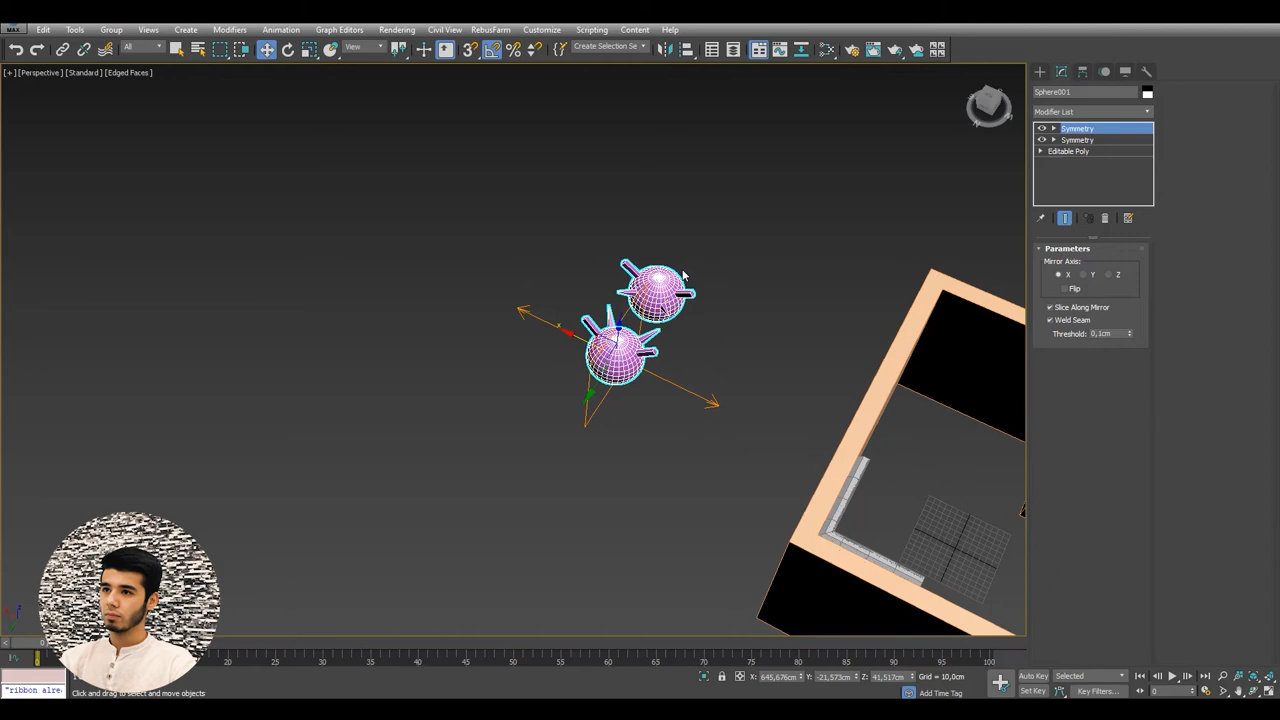 MAX Edit Tools Group Views Create Modifiers Animation Graph Editors Rendering Civil View RebusFarm Customize Scripting Content Help
All View Create Selection Se
[+] [Perspective] [Standard] [Edged Faces]
Sphere001
Modifier List
Symmetry
Symmetry
Editable Poly
Parameters
Mirror Axis:
X Y Z
Flip
Slice Along Mirror
Weld Seam
Threshold: 0,1cm
0
20 25 30 35 40 45 50 55 60 65 70 75 80 85 90 95 100
X: 645,676cm Y: -21,573cm Z: 41,517cm Grid = 10,0cm
Auto Key Selected
"ribbon alre
Click and drag to select and move objects
Add Time Tag
Set Key Key Filters... 0